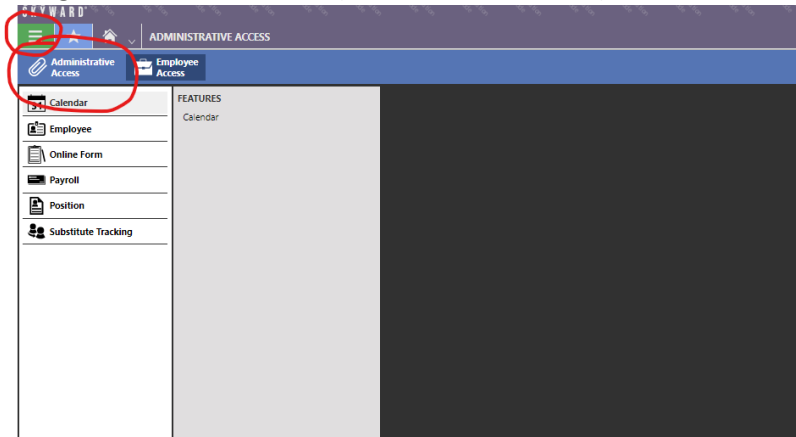 SKYWARD
ADMINISTRATIVE ACCESS
Administrative
Access
Employee
Access
Calendar
Employee
Online Form
Payroll
Position
Substitute Tracking
FEATURES
Calendar